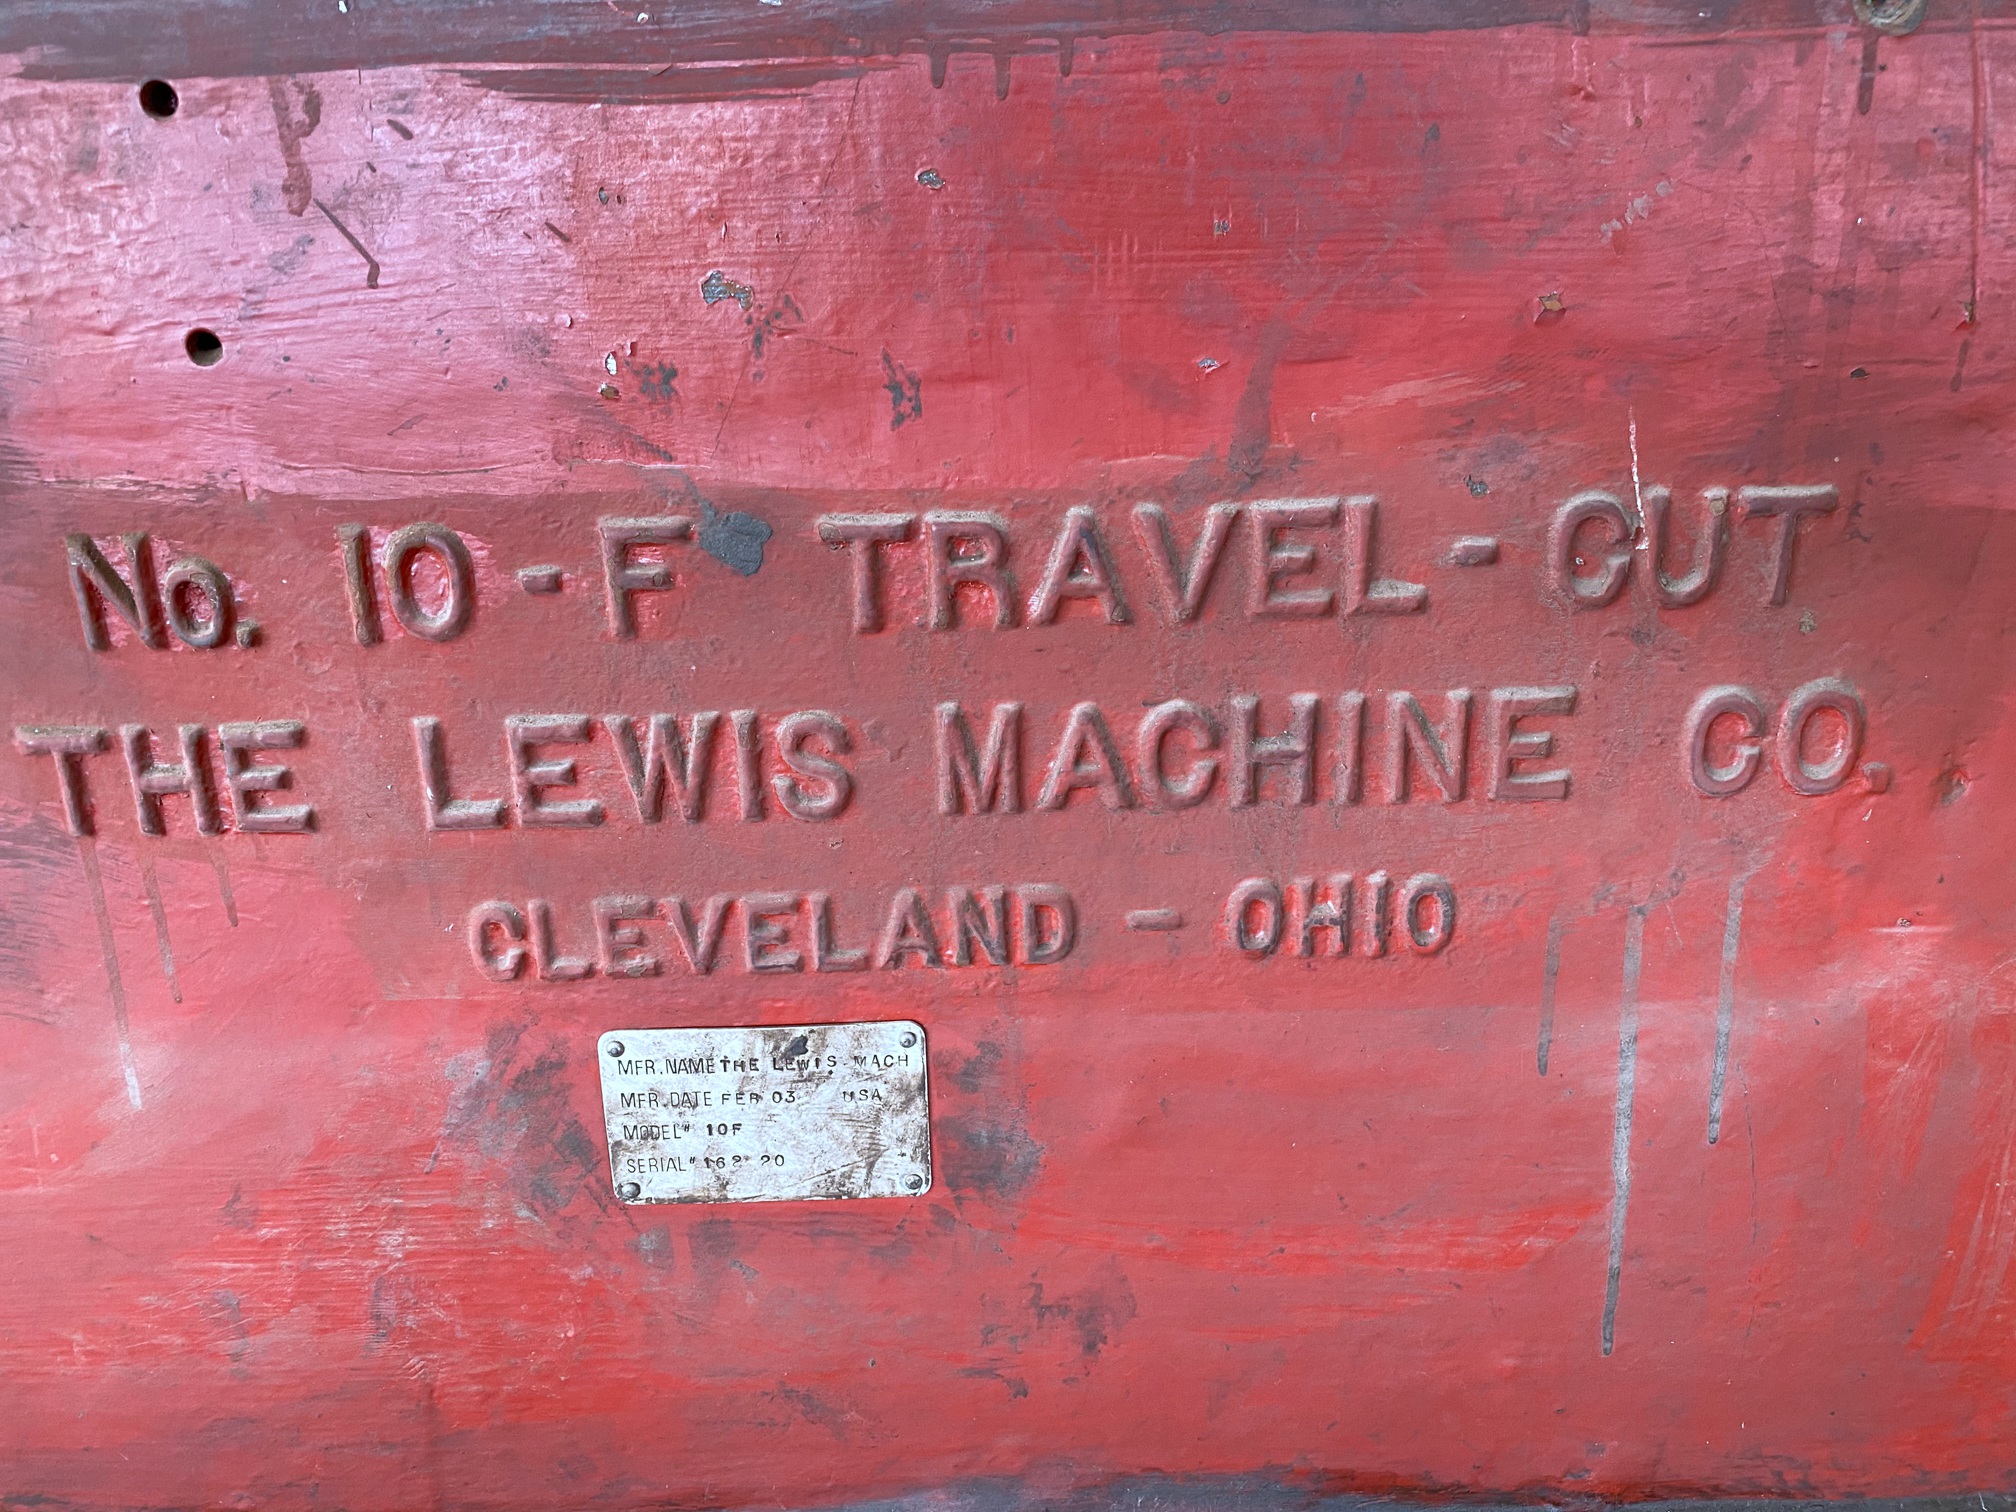 No. 10-F TRAVEL-CUT
THE LEWIS MACHINE CO.
CLEVELAND - OHIO
MFR. NAME THE LEWIS MACH
MFR. DATE FEB 03 USA
MODEL# 10F
SERIAL#